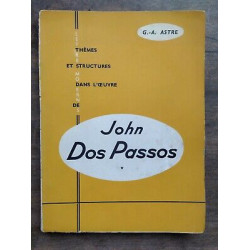 G.-A. ASTRE
THÈMES
ET STRUCTURES
DANS L'ŒUVRE
DE
John
Dos Passos